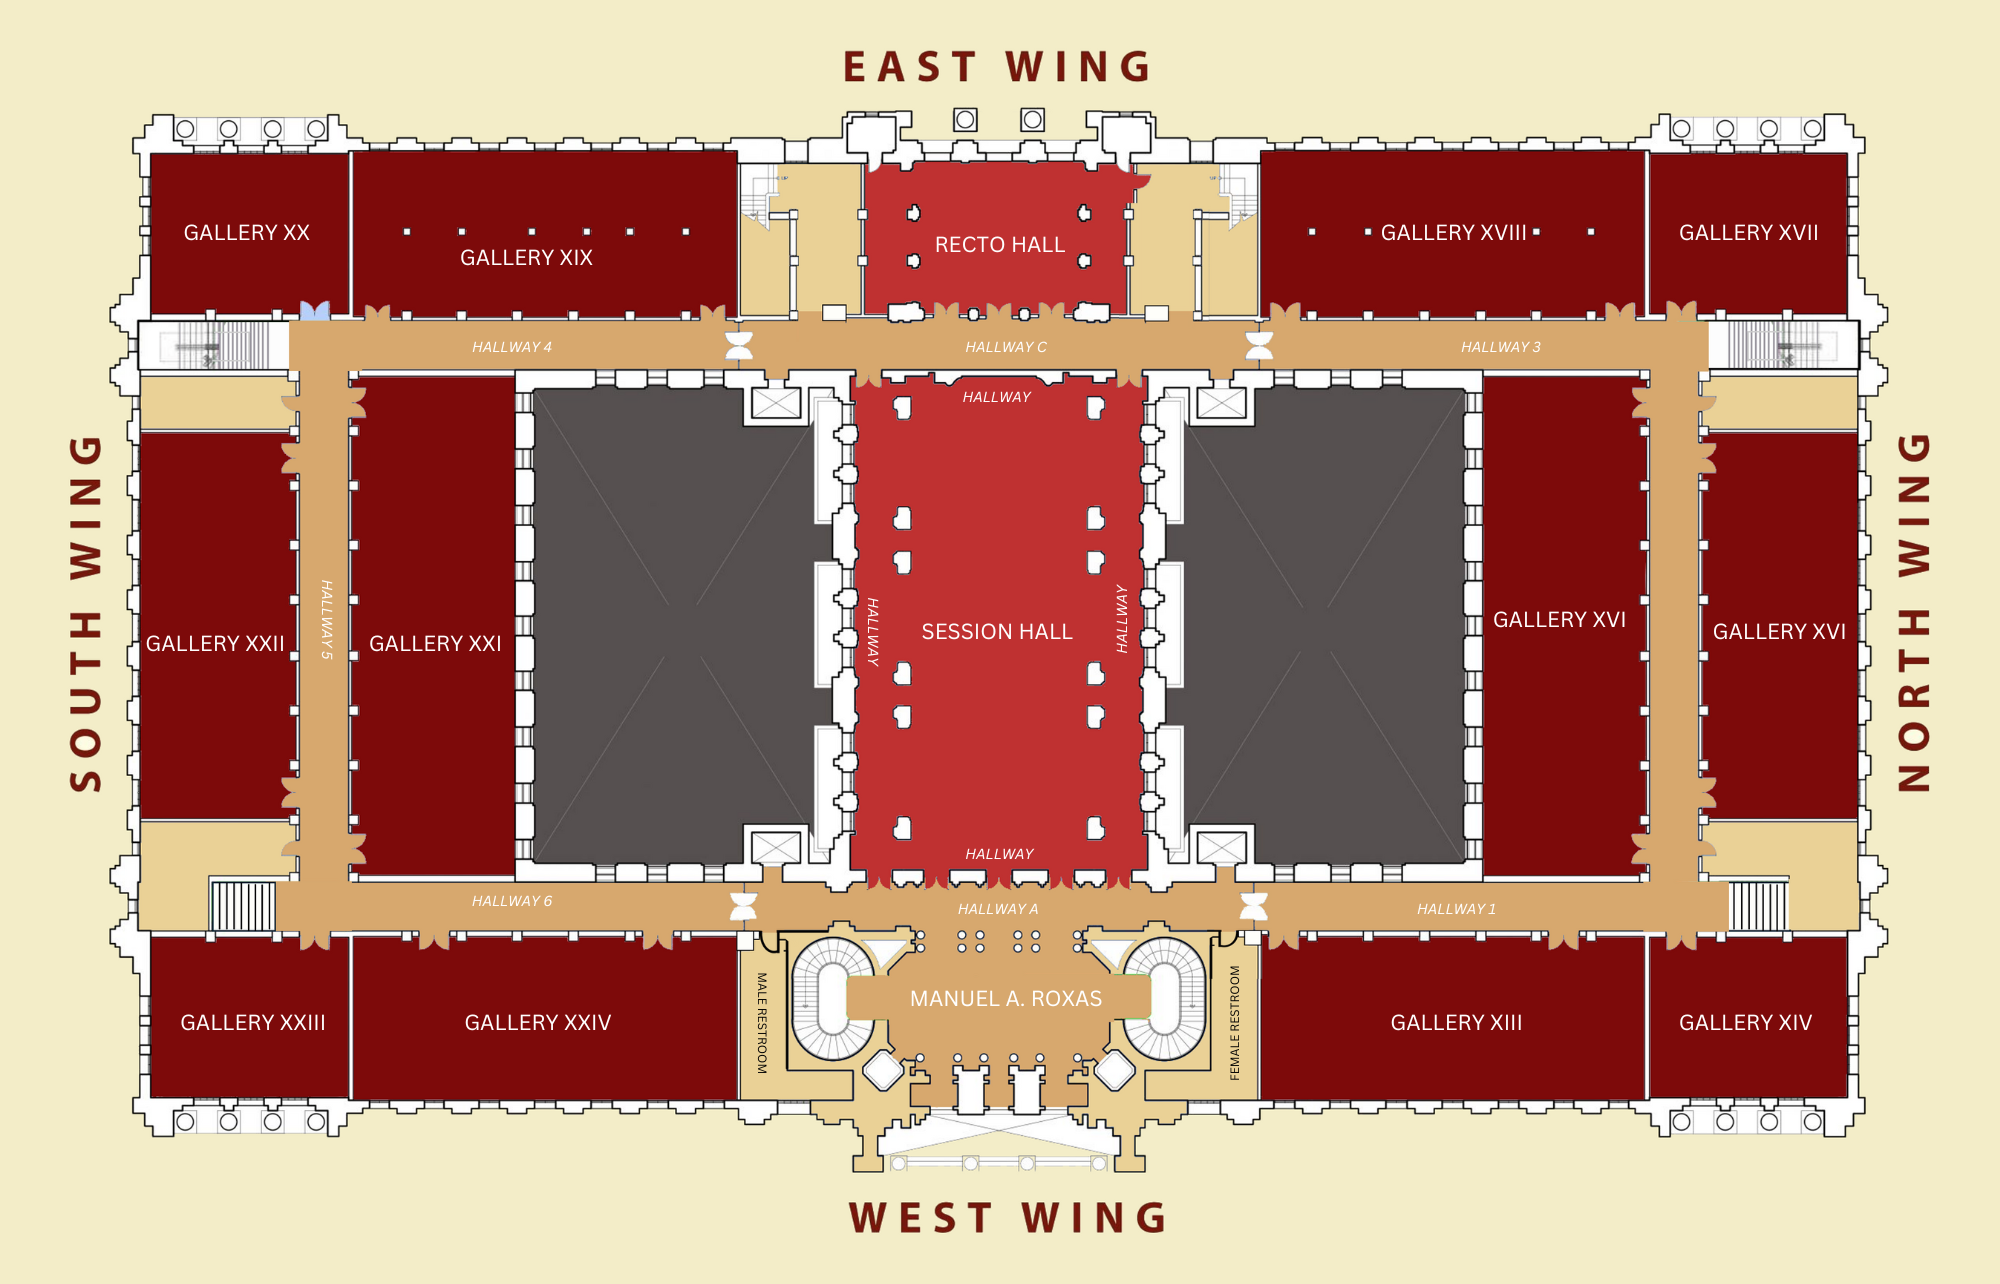 EAST WING
GALLERY XX
GALLERY XIX
RECTO HALL
GALLERY XVIII
GALLERY XVII
HALLWAY 4
HALLWAY C
HALLWAY 3
HALLWAY
SOUTH WING
GALLERY XXII
HALLWAY 5
GALLERY XXI
HALLWAY
SESSION HALL
HALLWAY
GALLERY XVI
GALLERY XVI
NORTH WING
HALLWAY
HALLWAY 6
HALLWAY A
HALLWAY 1
GALLERY XXIII
GALLERY XXIV
MALE RESTROOM
MANUEL A. ROXAS
FEMALE RESTROOM
GALLERY XIII
GALLERY XIV
WEST WING